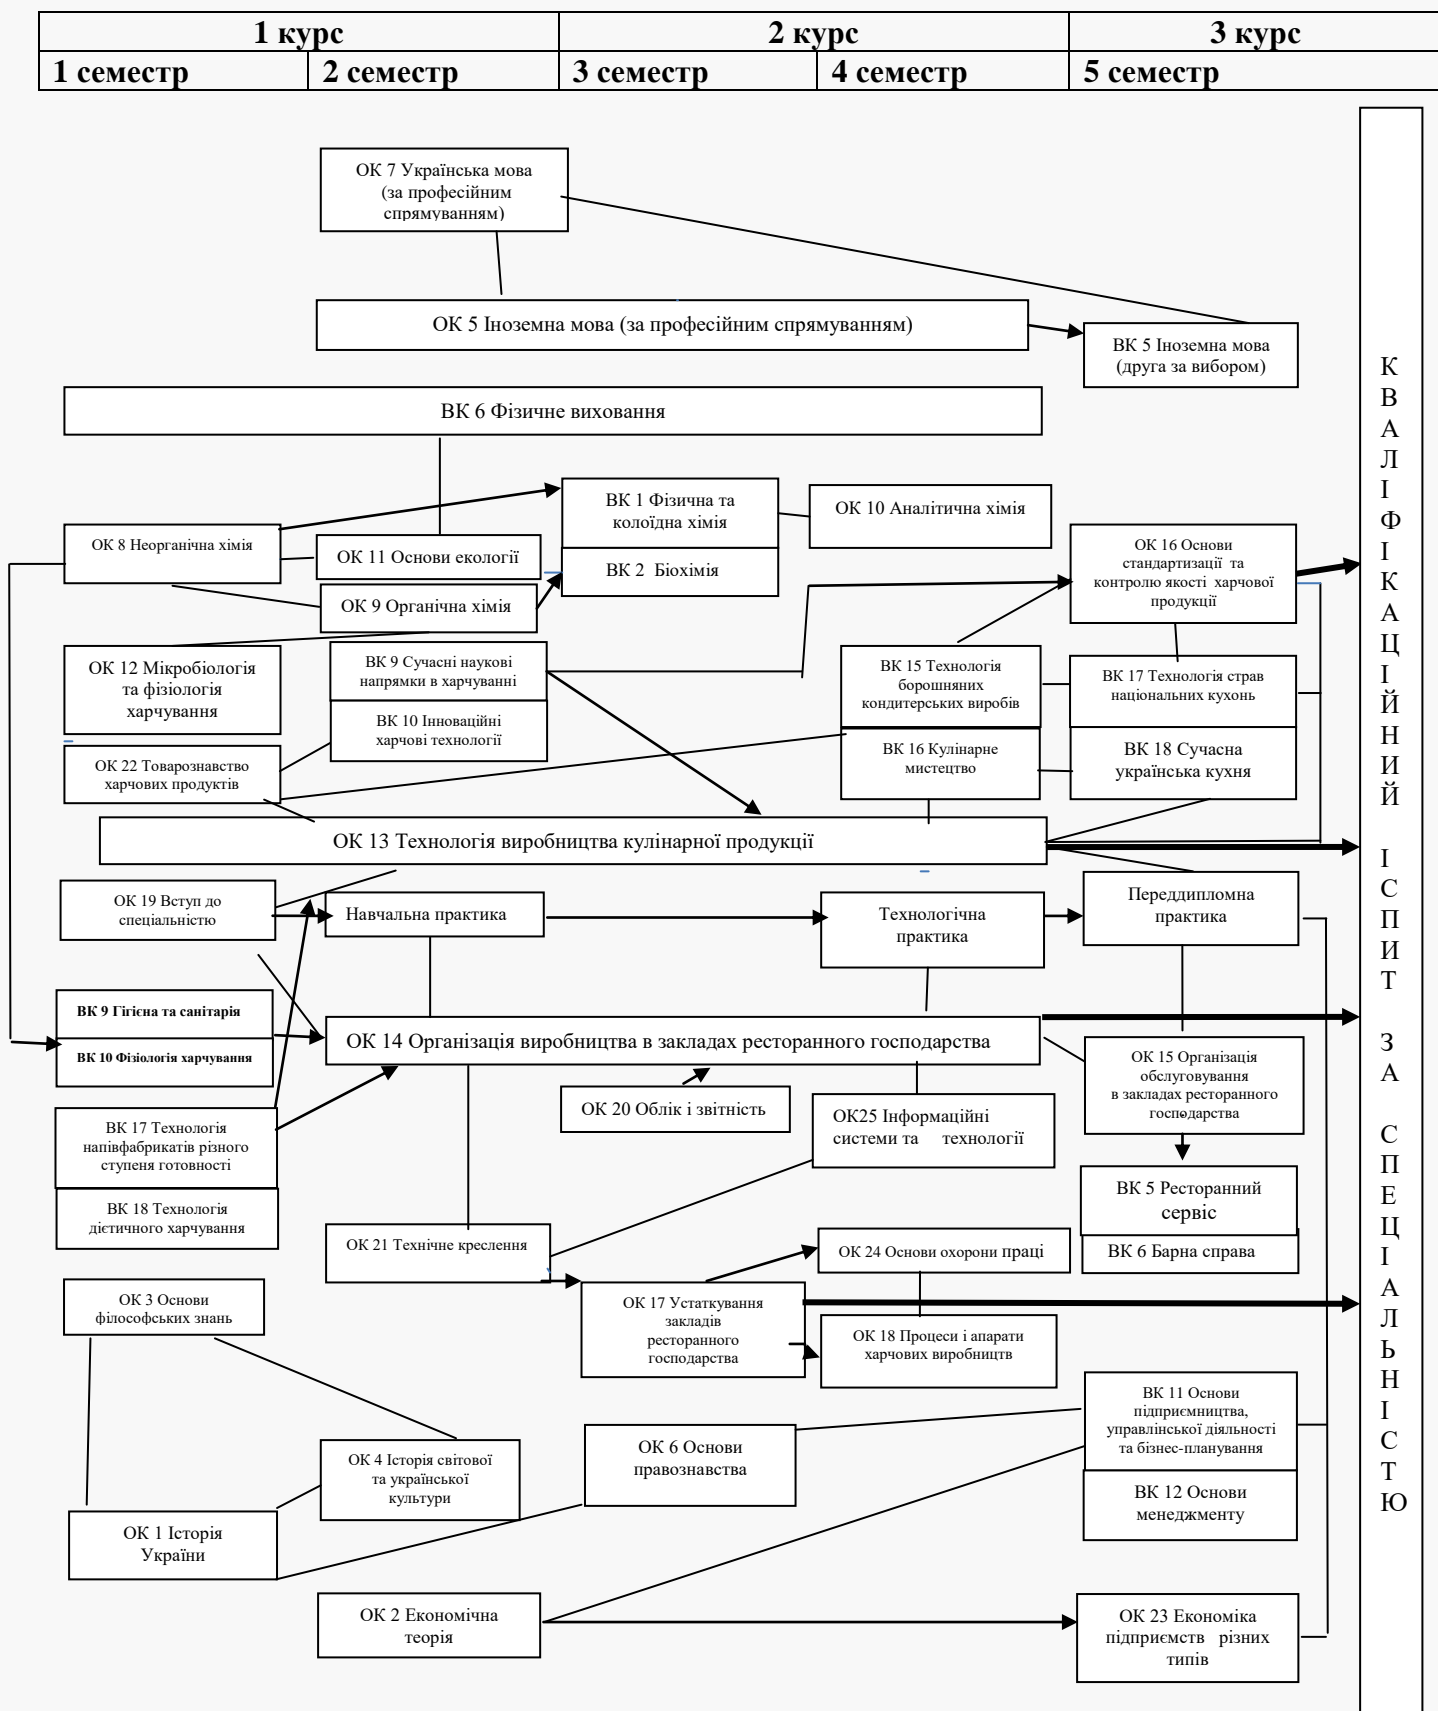 1 курс
2 курс
3 курс
1 семестр
2 семестр
3 семестр
4 семестр
5 семестр
ОК 7 Українська мова
(за професійним
спрямуванням)
ОК 5 Іноземна мова (за професійним спрямуванням)
ВК 5 Іноземна мова
(друга за вибором)
ВК 6 Фізичне виховання
ВК 1 Фізична та
колоїдна хімія
ОК 10 Аналітична хімія
ОК 8 Неорганічна хімія
ОК 11 Основи екології
ВК 2 Біохімія
ОК 16 Основи
стандартизації та
контролю якості харчової
продукції
ОК 9 Органічна хімія
ОК 12 Мікробіологія
та фізіологія
харчування
ВК 9 Сучасні наукові
напрямки в харчуванні
ВК 10 Інноваційні
харчові технології
ВК 15 Технологія
борошняних
кондитерських виробів
ВК 17 Технологія страв
національних кухонь
ОК 22 Товарознавство
харчових продуктів
ВК 16 Кулінарне
мистецтво
ВК 18 Сучасна
українська кухня
ОК 13 Технологія виробництва кулінарної продукції
ОК 19 Вступ до
спеціальністю
Навчальна практика
Технологічна
практика
Переддипломна
практика
ВК 9 Гігієна та санітарія
ВК 10 Фізіологія харчування
ОК 14 Організація виробництва в закладах ресторанного господарства
ОК 15 Організація
обслуговування
в закладах ресторанного
господарства
ОК 20 Облік і звітність
ОК25 Інформаційні
системи та технології
ВК 17 Технологія
напівфабрикатів різного
ступеня готовності
ВК 18 Технологія
дієтичного харчування
ВК 5 Ресторанний
сервіс
ВК 6 Барна справа
ОК 21 Технічне креслення
ОК 24 Основи охорони праці
ОК 3 Основи
філософських знань
ОК 17 Устаткування
закладів
ресторанного
господарства
ОК 18 Процеси і апарати
харчових виробництв
ВК 11 Основи
підприємництва,
управлінської діяльності
та бізнес-планування
ОК 4 Історія світової
та української
культури
ОК 6 Основи
правознавства
ВК 12 Основи
менеджменту
ОК 1 Історія
України
ОК 2 Економічна
теорія
ОК 23 Економіка
підприємств різних
типів
К
В
А
Л
І
Ф
І
К
А
Ц
І
Й
Н
И
Й
І
С
П
И
Т
З
А
С
П
Е
Ц
І
А
Л
Ь
Н
І
С
Т
Ю